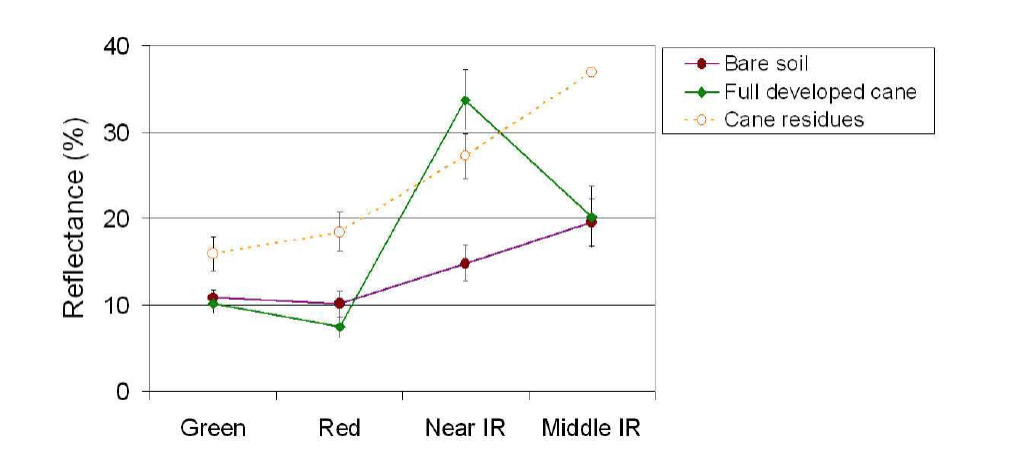 40
30
20
10
0
Reflectance (%)
Green Red Near IR Middle IR
Bare soil
Full developed cane
Cane residues